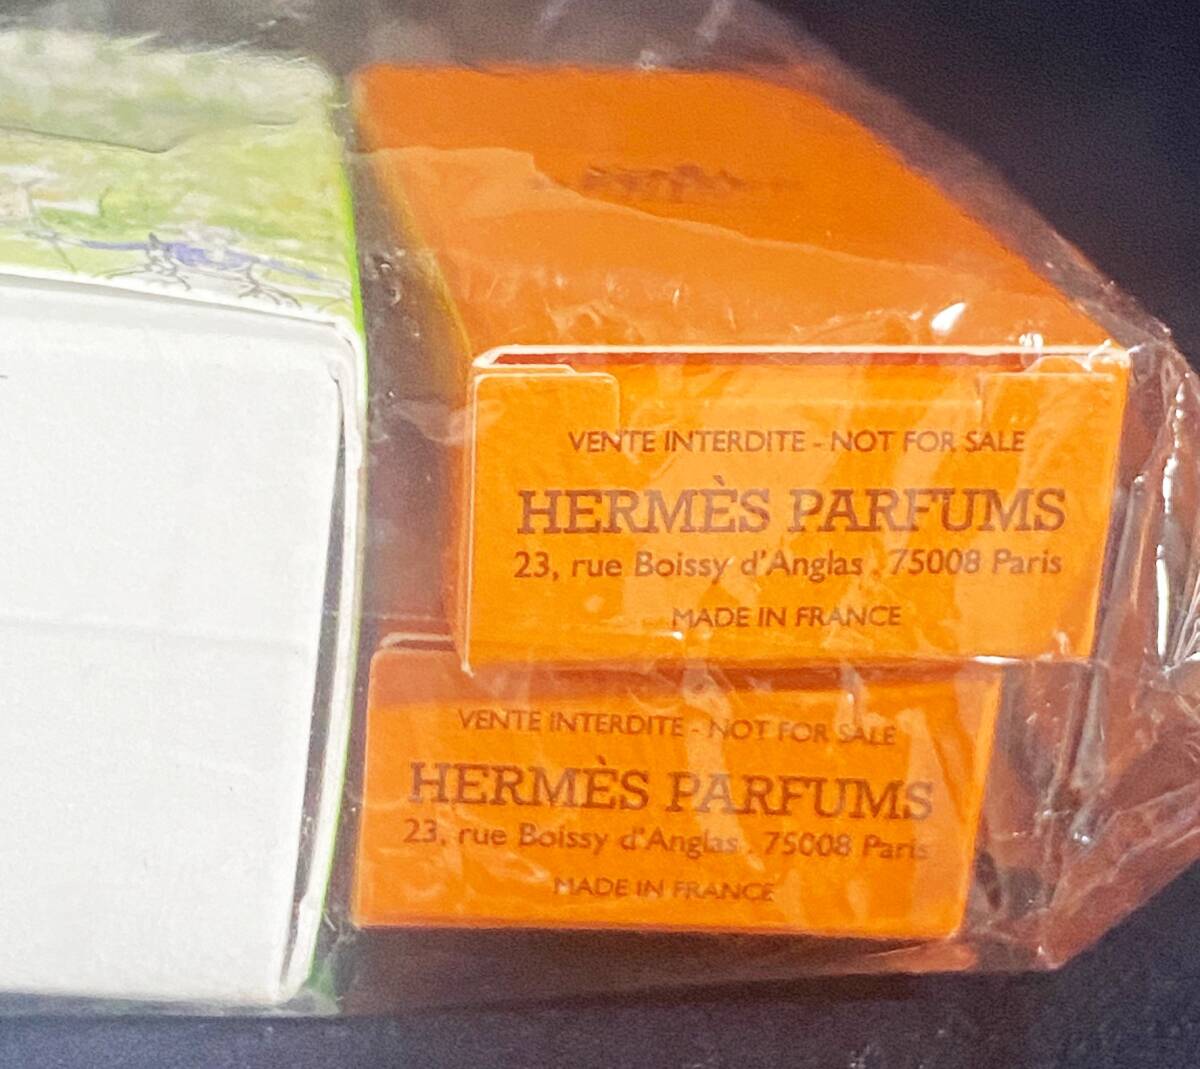 VENTE INTERDITE - NOT FOR SALE
HERMÈS PARFUMS
23, rue Boissy d'Anglas . 75008 Paris
MADE IN FRANCE
VENTE INTERDITE - NOT FOR SALE
HERMÈS PARFUMS
23, rue Boissy d'Anglas . 75008 Paris
MADE IN FRANCE